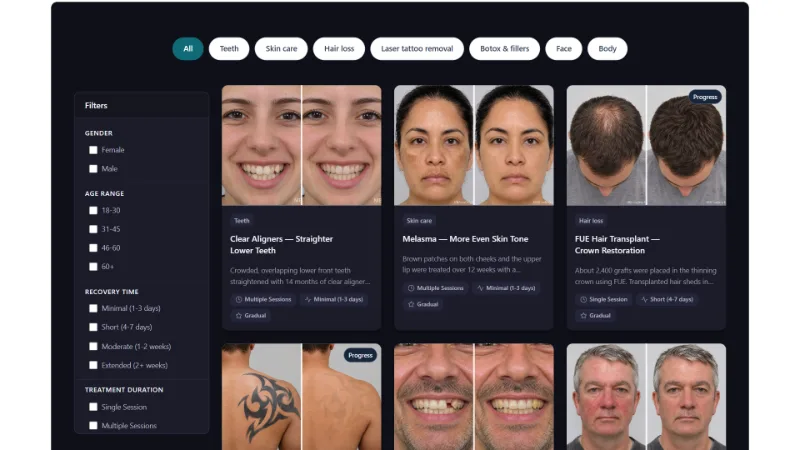 All
Teeth
Skin care
Hair loss
Laser tattoo removal
Botox & fillers
Face
Body
Filters
GENDER
Female
Male
AGE RANGE
18-30
31-45
46-60
60+
RECOVERY TIME
Minimal (1-3 days)
Short (4-7 days)
Moderate (1-2 weeks)
Extended (2+ weeks)
TREATMENT DURATION
Single Session
Multiple Sessions
Teeth
Clear Aligners — Straighter
Lower Teeth
Crowded, overlapping lower front teeth
straightened with 14 months of clear aligner...
Multiple Sessions
Minimal (1-3 days)
Gradual
Skin care
Melasma — More Even Skin Tone
Brown patches on both cheeks and the upper
lip were treated over 12 weeks with a...
Multiple Sessions
Minimal (1-3 days)
Gradual
Progress
Hair loss
FUE Hair Transplant —
Crown Restoration
About 2,400 grafts were placed in the thinning
crown using FUE. Transplanted hair sheds in...
Single Session
Short (4-7 days)
Gradual
Progress